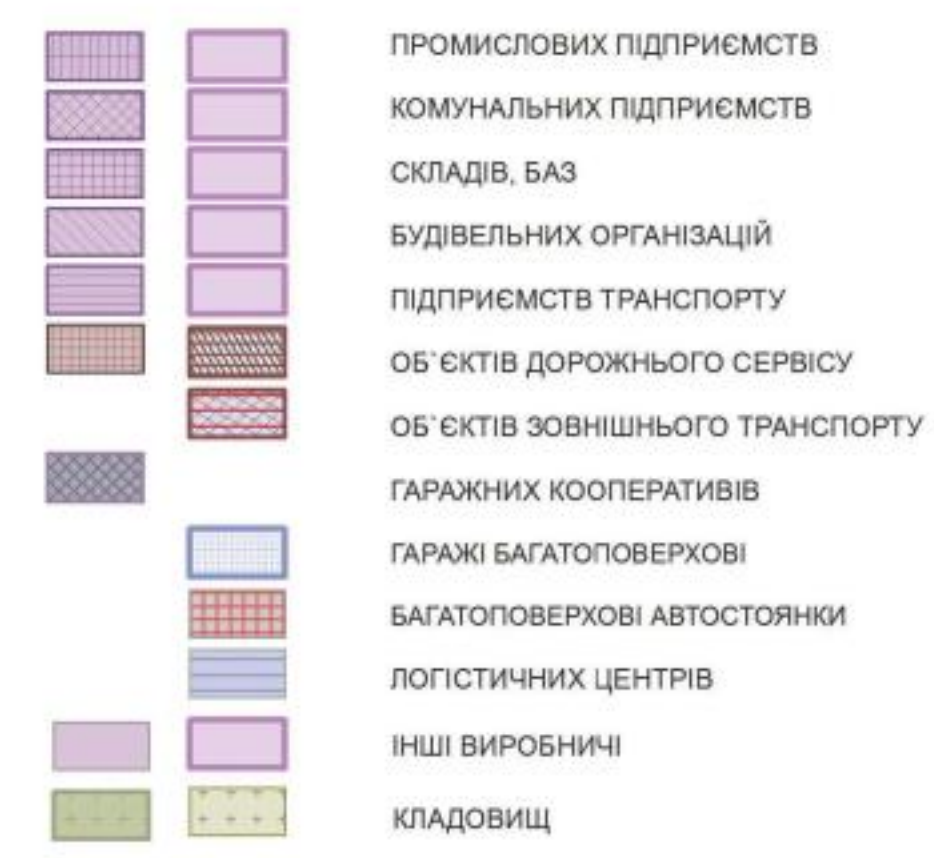 ПРОМИСЛОВИХ ПІДПРИЄМСТВ
КОМУНАЛЬНИХ ПІДПРИЄМСТВ
СКЛАДІВ, БАЗ
БУДІВЕЛЬНИХ ОРГАНІЗАЦІЙ
ПІДПРИЄМСТВ ТРАНСПОРТУ
ОБ`ЄКТІВ ДОРОЖНЬОГО СЕРВІСУ
ОБ`ЄКТІВ ЗОВНІШНЬОГО ТРАНСПОРТУ
ГАРАЖНИХ КООПЕРАТИВІВ
ГАРАЖІ БАГАТОПОВЕРХОВІ
БАГАТОПОВЕРХОВІ АВТОСТОЯНКИ
ЛОГІСТИЧНИХ ЦЕНТРІВ
ІНШІ ВИРОБНИЧІ
КЛАДОВИЩ